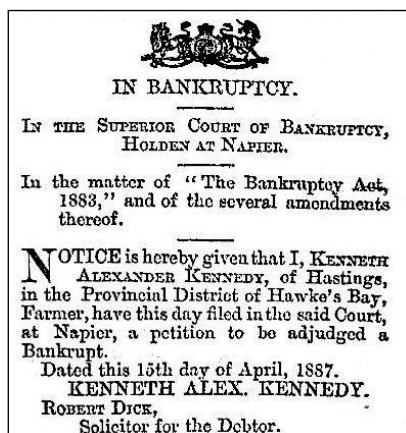 IN BANKRUPTCY.
IN THE SUPERIOR COURT OF BANKRUPTCY,
HOLDEN AT NAPIER.
In the matter of "The Bankruptcy Act,
1883," and of the several amendments
thereof.
NOTICE is hereby given that I, KENNETH
ALEXANDER KENNEDY, of Hastings,
in the Provincial District of Hawke's Bay,
Farmer, have this day filed in the said Court,
at Napier, a petition to be adjudged a
Bankrupt.
Dated this 15th day of April, 1887.
KENNETH ALEX. KENNEDY.
ROBERT DICK,
Solicitor for the Debtor.